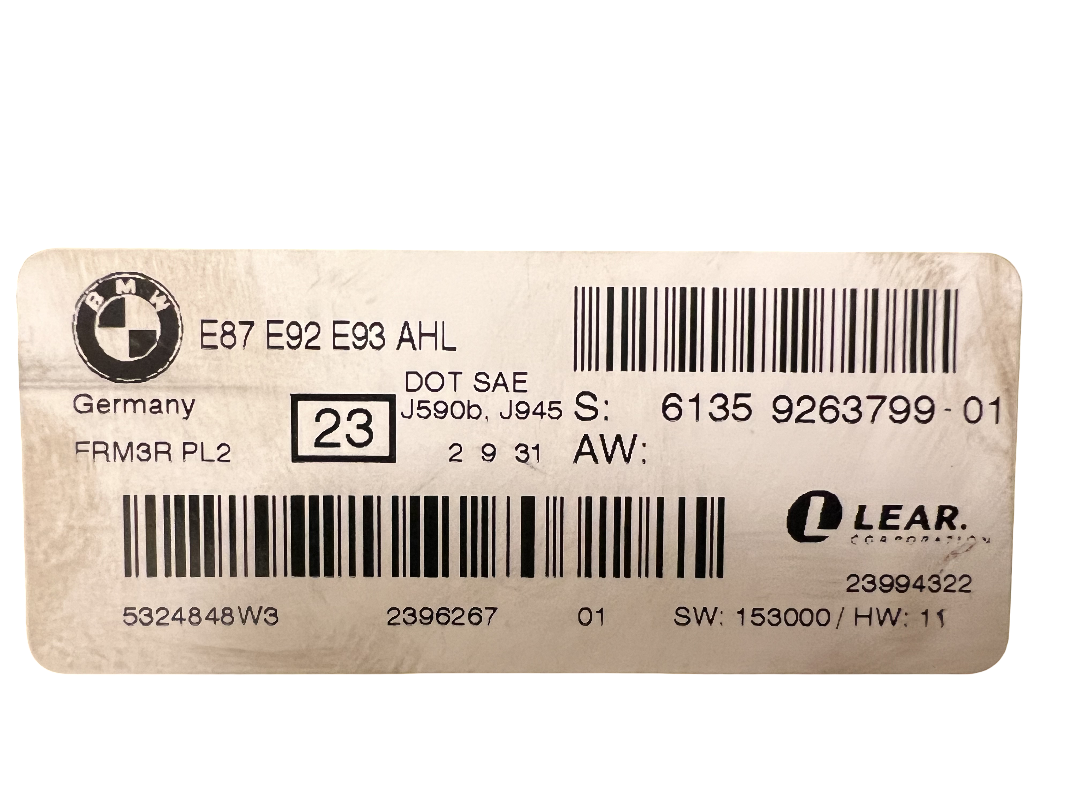 BMW
E87 E92 E93 AHL
Germany
23
DOT SAE
J590b, J945
2 9 31
S: 6135 9263799-01
AW:
FRM3R PL2
L LEAR.
CORPORATION
23994322
5324848W3 2396267 01 SW: 153000/ HW: 11